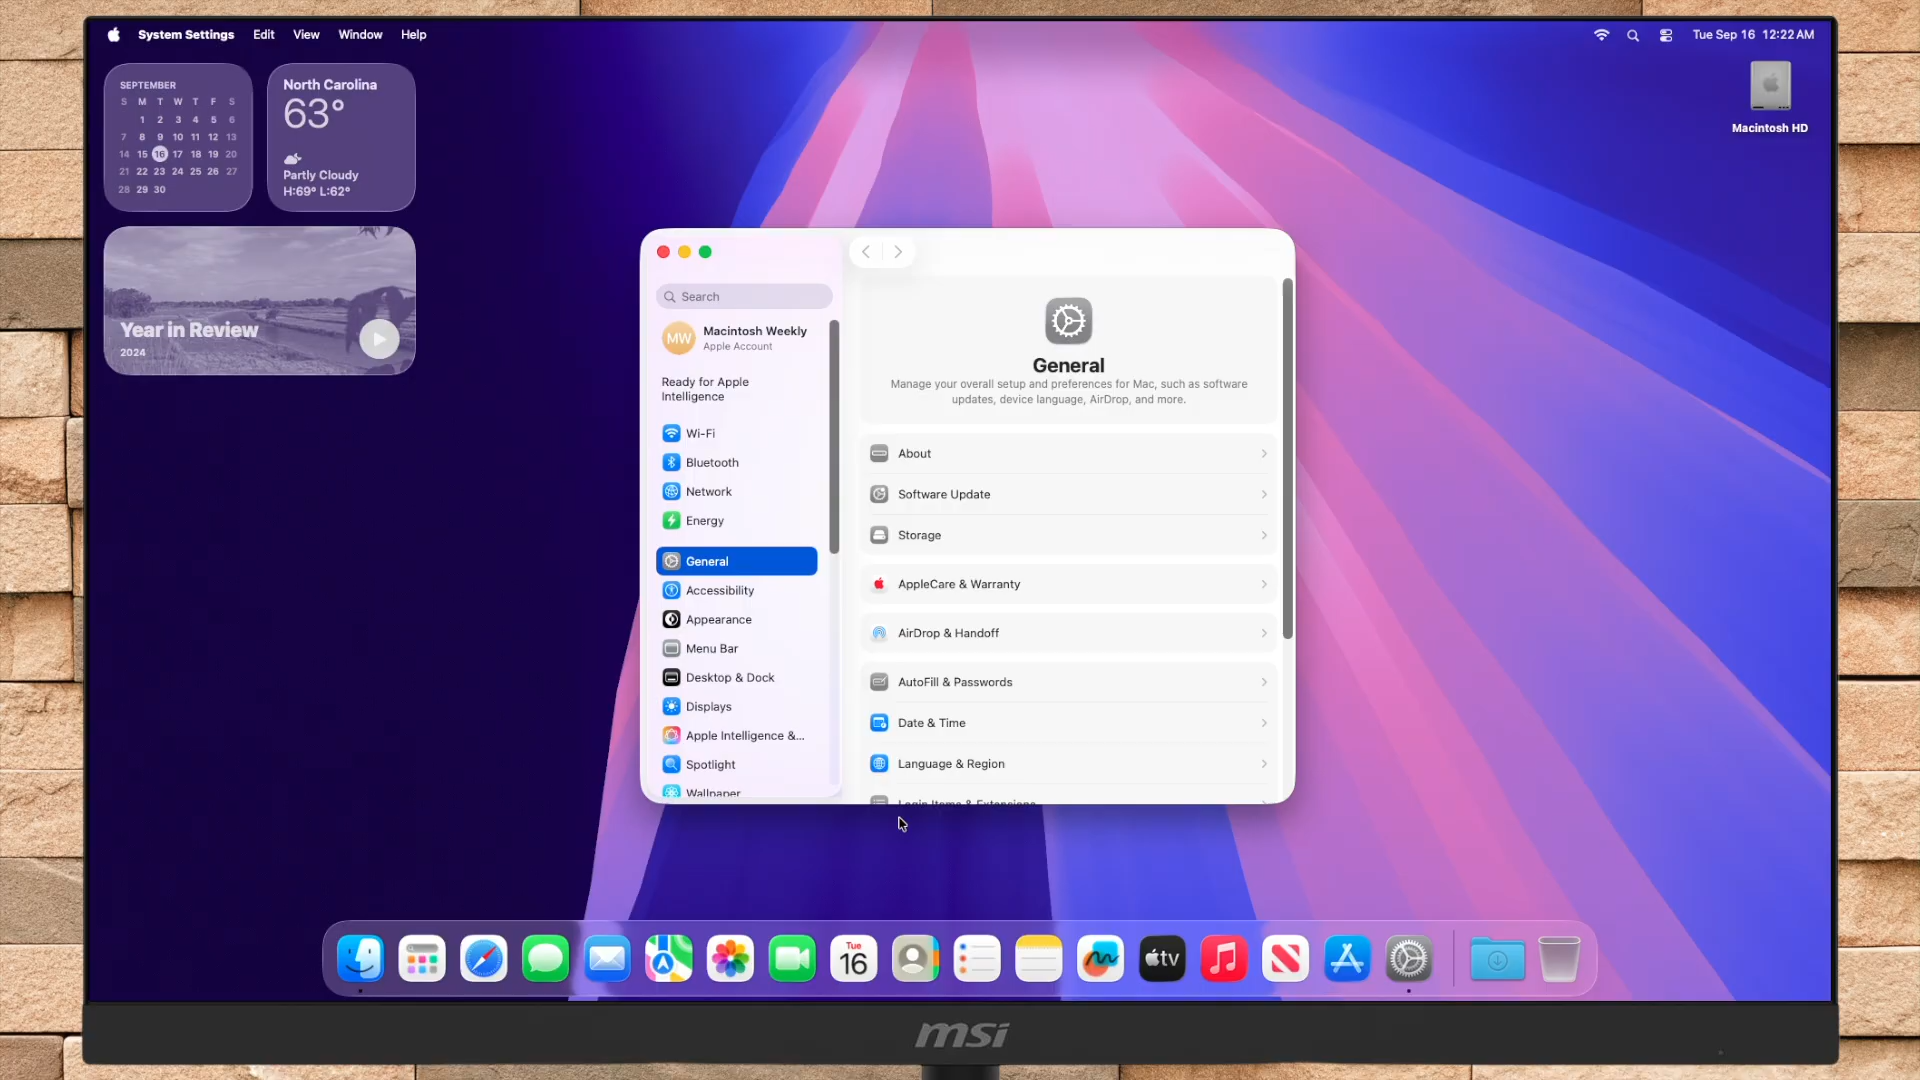 System Settings Edit View Window Help
Tue Sep 16 12:22 AM
SEPTEMBER
S M T W T F S
1 2 3 4 5 6
7 8 9 10 11 12 13
14 15 16 17 18 19 20
21 22 23 24 25 26 27
28 29 30
North Carolina
63°
Partly Cloudy
H:69° L:62°
Year in Review
2024
Macintosh HD
Search
MW
Macintosh Weekly
Apple Account
Ready for Apple
Intelligence
Wi-Fi
Bluetooth
Network
Energy
General
Accessibility
Appearance
Menu Bar
Desktop & Dock
Displays
Apple Intelligence &...
Spotlight
Wallpaper
General
Manage your overall setup and preferences for Mac, such as software
updates, device language, AirDrop, and more.
About
Software Update
Storage
AppleCare & Warranty
AirDrop & Handoff
AutoFill & Passwords
Date & Time
Language & Region
Login Items & Extensions
Tue
16
tv
msi